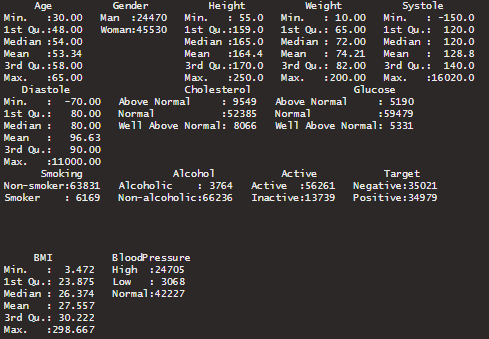 Age Gender Height Weight Systole
Min. :30.00 Man :24470 Min. : 55.0 Min. : 10.00 Min. : -150.0
1st Qu.:48.00 Woman:45530 1st Qu.:159.0 1st Qu.: 65.00 1st Qu.: 120.0
Median :54.00 Median :165.0 Median : 72.00 Median : 120.0
Mean :53.34 Mean :164.4 Mean : 74.21 Mean : 128.8
3rd Qu.:58.00 3rd Qu.:170.0 3rd Qu.: 82.00 3rd Qu.: 140.0
Max. :65.00 Max. :250.0 Max. :200.00 Max. :16020.0
Diastole Cholesterol Glucose
Min. : -70.00 Above Normal : 9549 Above Normal : 5190
1st Qu.: 80.00 Normal :52385 Normal :59479
Median : 80.00 Well Above Normal: 8066 Well Above Normal: 5331
Mean : 96.63
3rd Qu.: 90.00
Max. :11000.00
Smoking Alcohol Active Target
Non-smoker:63831 Alcoholic : 3764 Active :56261 Negative:35021
Smoker : 6169 Non-alcoholic:66236 Inactive:13739 Positive:34979
BMI BloodPressure
Min. : 3.472 High :24705
1st Qu.: 23.875 Low : 3068
Median : 26.374 Normal:42227
Mean : 27.557
3rd Qu.: 30.222
Max. :298.667